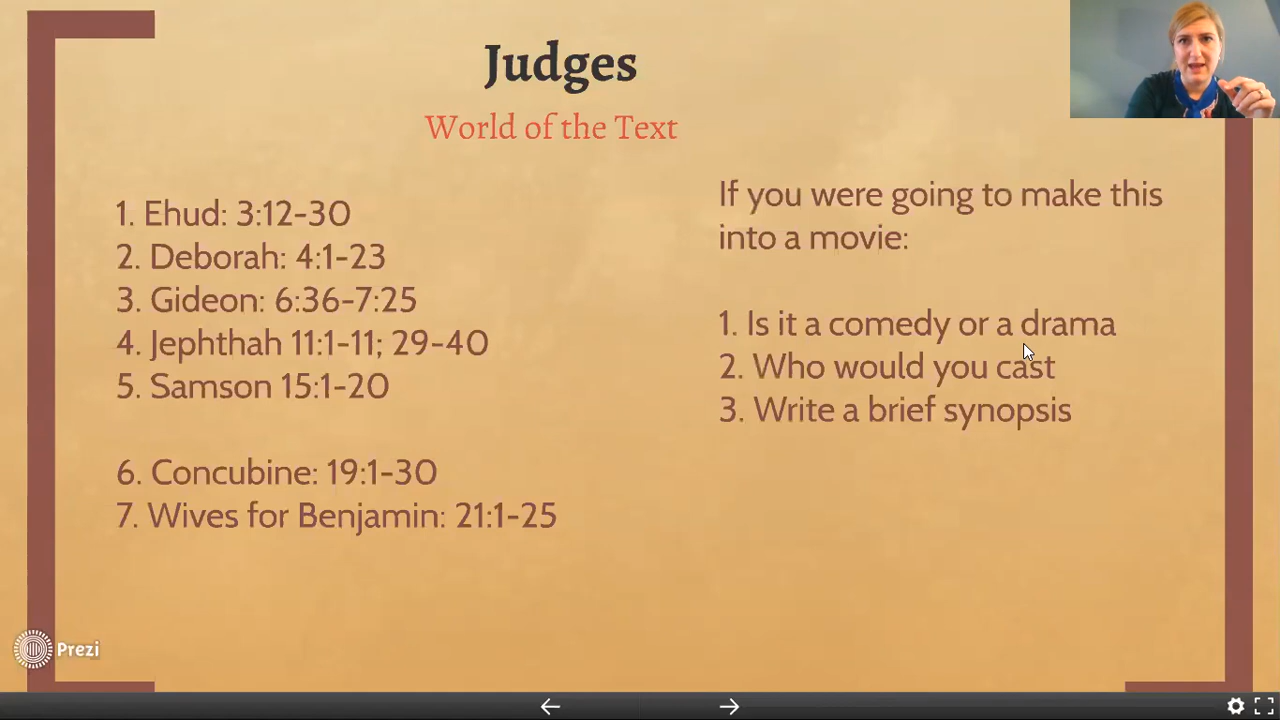 Judges
World of the Text
1. Ehud: 3:12-30
2. Deborah: 4:1-23
3. Gideon: 6:36-7:25
4. Jephthah 11:1-11; 29-40
5. Samson 15:1-20
6. Concubine: 19:1-30
7. Wives for Benjamin: 21:1-25
If you were going to make this
into a movie:
1. Is it a comedy or a drama
2. Who would you cast
3. Write a brief synopsis
Prezi